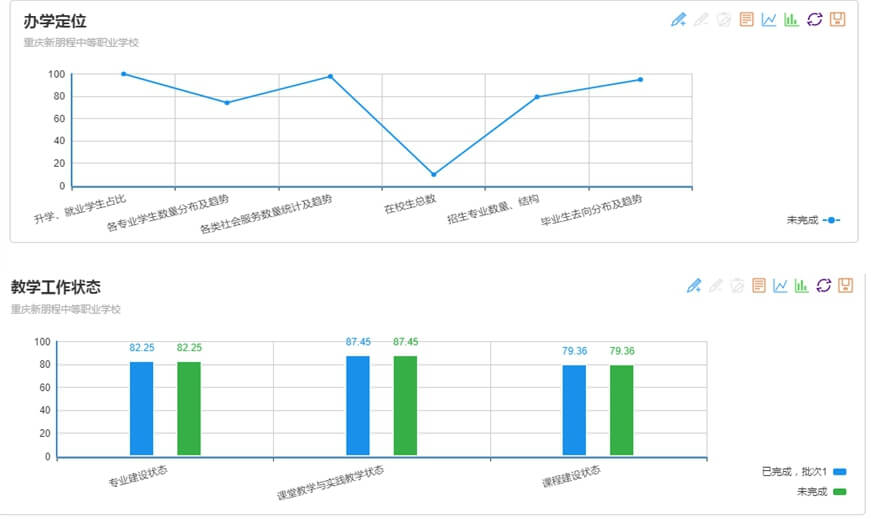 办学定位
重庆新朋程中等职业学校
100
80
60
40
20
0
升学、就业学生占比
各专业学生数量分布及趋势
各类社会服务数量统计及趋势
在校生总数
招生专业数量、结构
毕业生去向分布及趋势
未完成
教学工作状态
重庆新朋程中等职业学校
100
80
60
40
20
0
82.25
82.25
87.45
87.45
79.36
79.36
专业建设状态
课堂教学与实践教学状态
课程建设状态
已完成，批次1
未完成